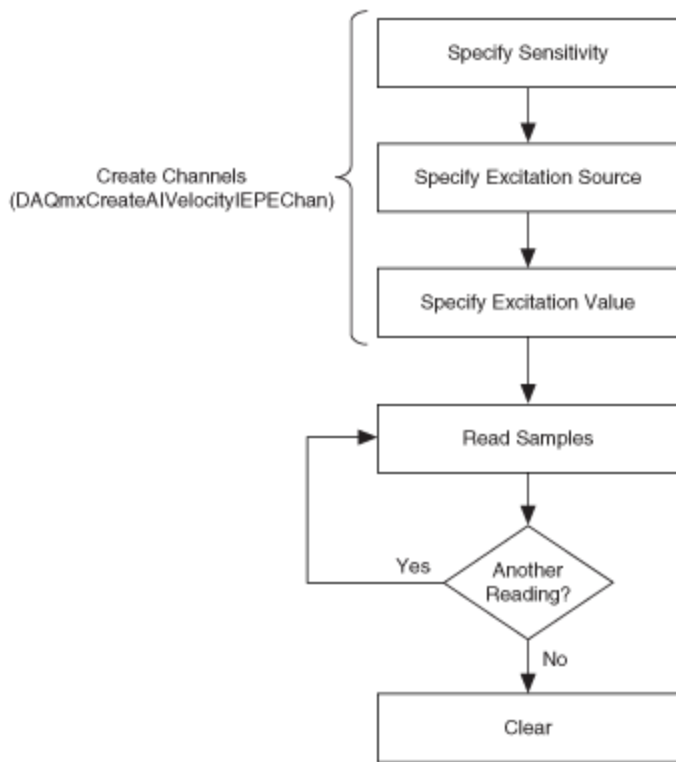 Specify Sensitivity
Create Channels
(DAQmxCreateAIVelocityIEPEChan)
Specify Excitation Source
Specify Excitation Value
Read Samples
Yes
Another
Reading?
No
Clear